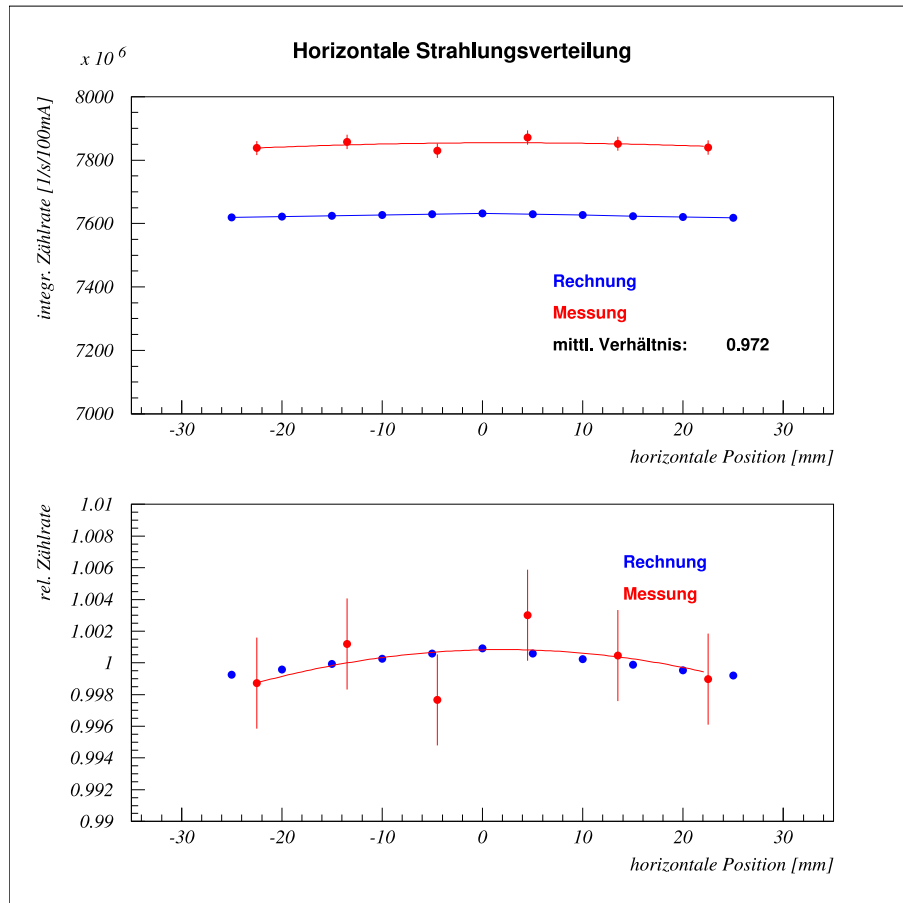 Horizontale Strahlungsverteilung
x 10 6
integr. Zählrate [1/s/100mA]
8000
7800
7600
7400
7200
7000
Rechnung
Messung
mittl. Verhältnis: 0.972
-30 -20 -10 0 10 20 30
horizontale Position [mm]
rel. Zählrate
1.01
1.008
1.006
1.004
1.002
1
0.998
0.996
0.994
0.992
0.99
Rechnung
Messung
-30 -20 -10 0 10 20 30
horizontale Position [mm]